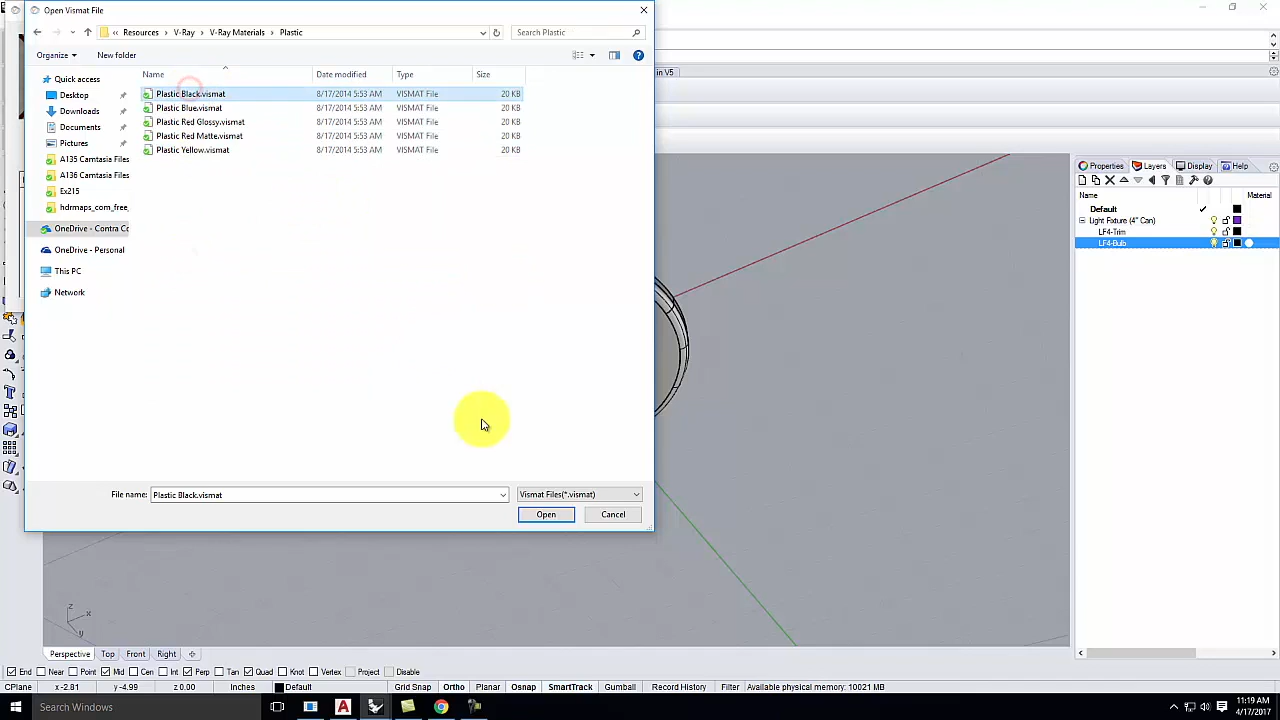 Open Vismat File
« Resources › V-Ray › V-Ray Materials › Plastic
Search Plastic
Organize
New folder
Name
Date modified
Type
Size
Plastic Black.vismat 8/17/2014 5:53 AM VISMAT File 20 KB
Plastic Blue.vismat 8/17/2014 5:53 AM VISMAT File 20 KB
Plastic Red Glossy.vismat 8/17/2014 5:53 AM VISMAT File 20 KB
Plastic Red Matte.vismat 8/17/2014 5:53 AM VISMAT File 20 KB
Plastic Yellow.vismat 8/17/2014 5:53 AM VISMAT File 20 KB
Quick access
Desktop
Downloads
Documents
Pictures
A135 Camtasia Files
A136 Camtasia Files
Ex215
hdrmaps_com_free_
OneDrive - Contra Co
OneDrive - Personal
This PC
Network
File name: Plastic Black.vismat
Vismat Files(*.vismat)
Open
Cancel
in V5
Properties Layers Display Help
Name Material
Default
Light Fixture (4" Can)
LF4-Trim
LF4-Bulb
z
x
y
Perspective Top Front Right
End Near Point Mid Cen Int Perp Tan Quad Knot Vertex Project Disable
CPlane x -2.81 y -4.99 z 0.00 Inches Default Grid Snap Ortho Planar Osnap SmartTrack Gumball Record History Filter Available physical memory: 10021 MB
Search Windows
11:19 AM
4/17/2017